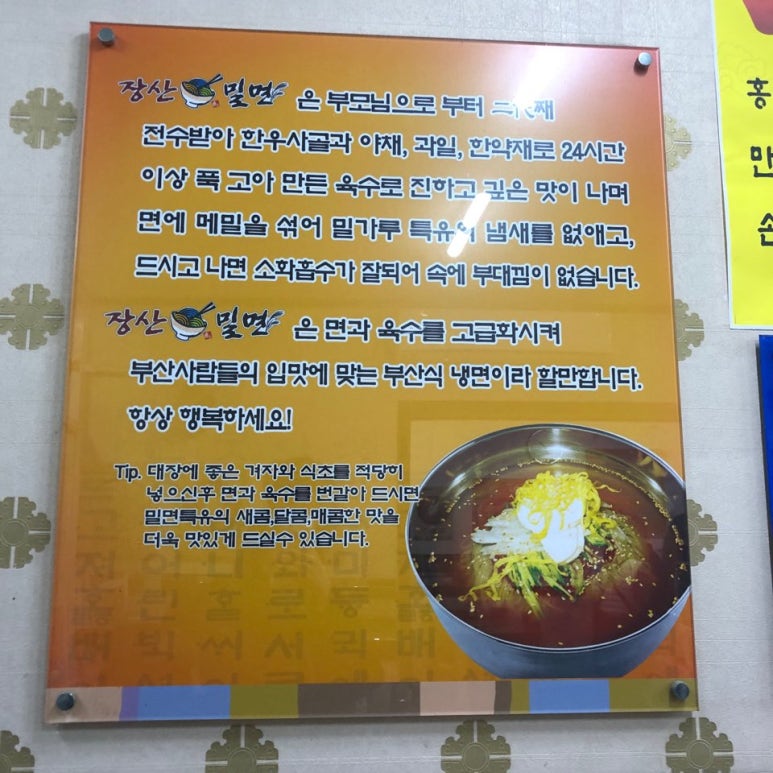 장산 밀면 은 부모님으로 부터 二代째
전수받아 한우사골과 야채, 과일, 한약재로 24시간
이상 푹 고아 만든 육수로 진하고 깊은 맛이 나며
면에 메밀을 섞어 밀가루 특유의 냄새를 없애고,
드시고 나면 소화흡수가 잘되어 속에 부대낌이 없습니다.
장산 밀면 은 면과 육수를 고급화시켜
부산사람들의 입맛에 맞는 부산식 냉면이라 할만합니다.
항상 행복하세요!
Tip. 대장에 좋은 겨자와 식초를 적당히
넣으신후 면과 육수를 번갈아 드시면
밀면특유의 새콤,달콤,매콤한 맛을
더욱 맛있게 드실수 있습니다.
홍
만
손